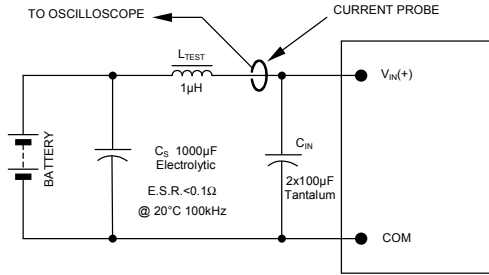 TO OSCILLOSCOPE
CURRENT PROBE
LTEST
1µH
VIN(+)
BATTERY
CS 1000µF
Electrolytic
E.S.R.<0.1Ω
@ 20°C 100kHz
CIN
2x100µF
Tantalum
COM